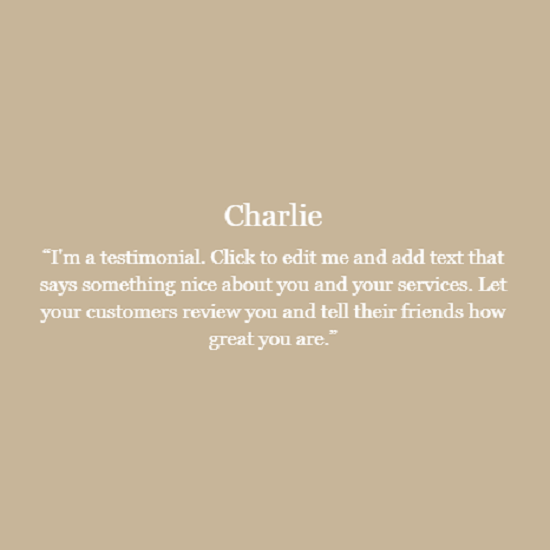 Charlie
“I'm a testimonial. Click to edit me and add text that
says something nice about you and your services. Let
your customers review you and tell their friends how
great you are.”